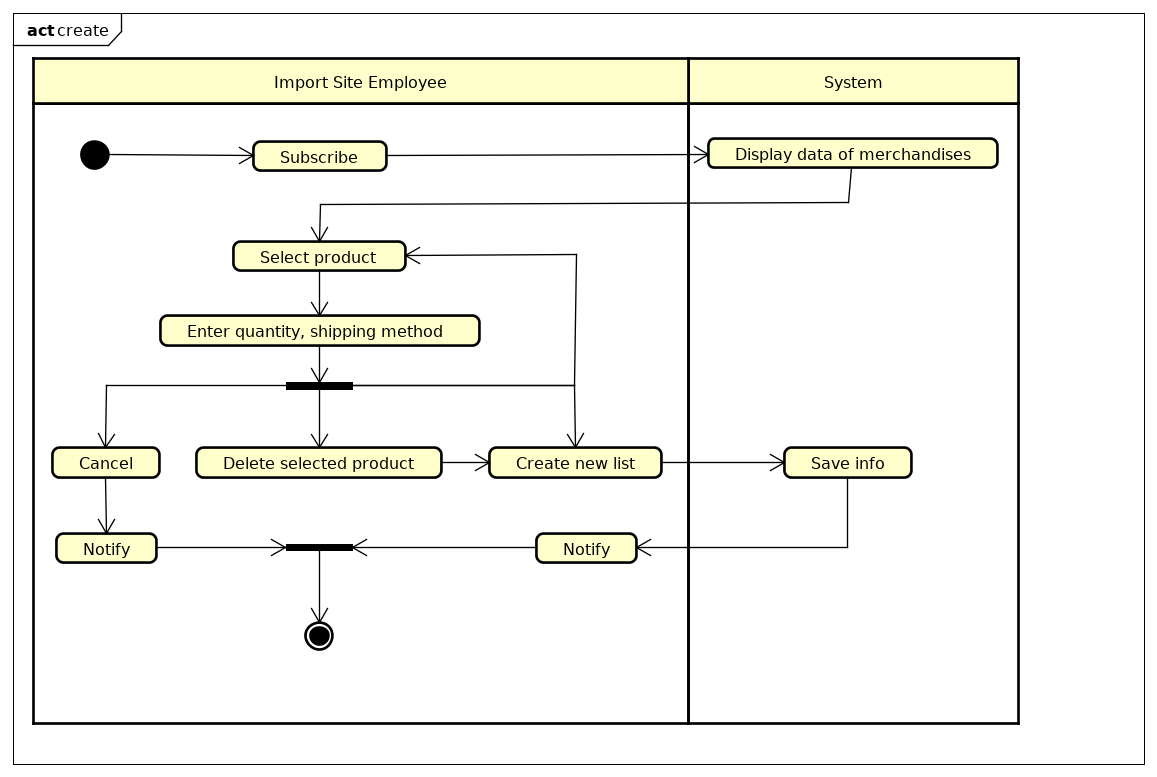 act create
Import Site Employee
System
Subscribe
Display data of merchandises
Select product
Enter quantity, shipping method
Cancel
Delete selected product
Create new list
Save info
Notify
Notify